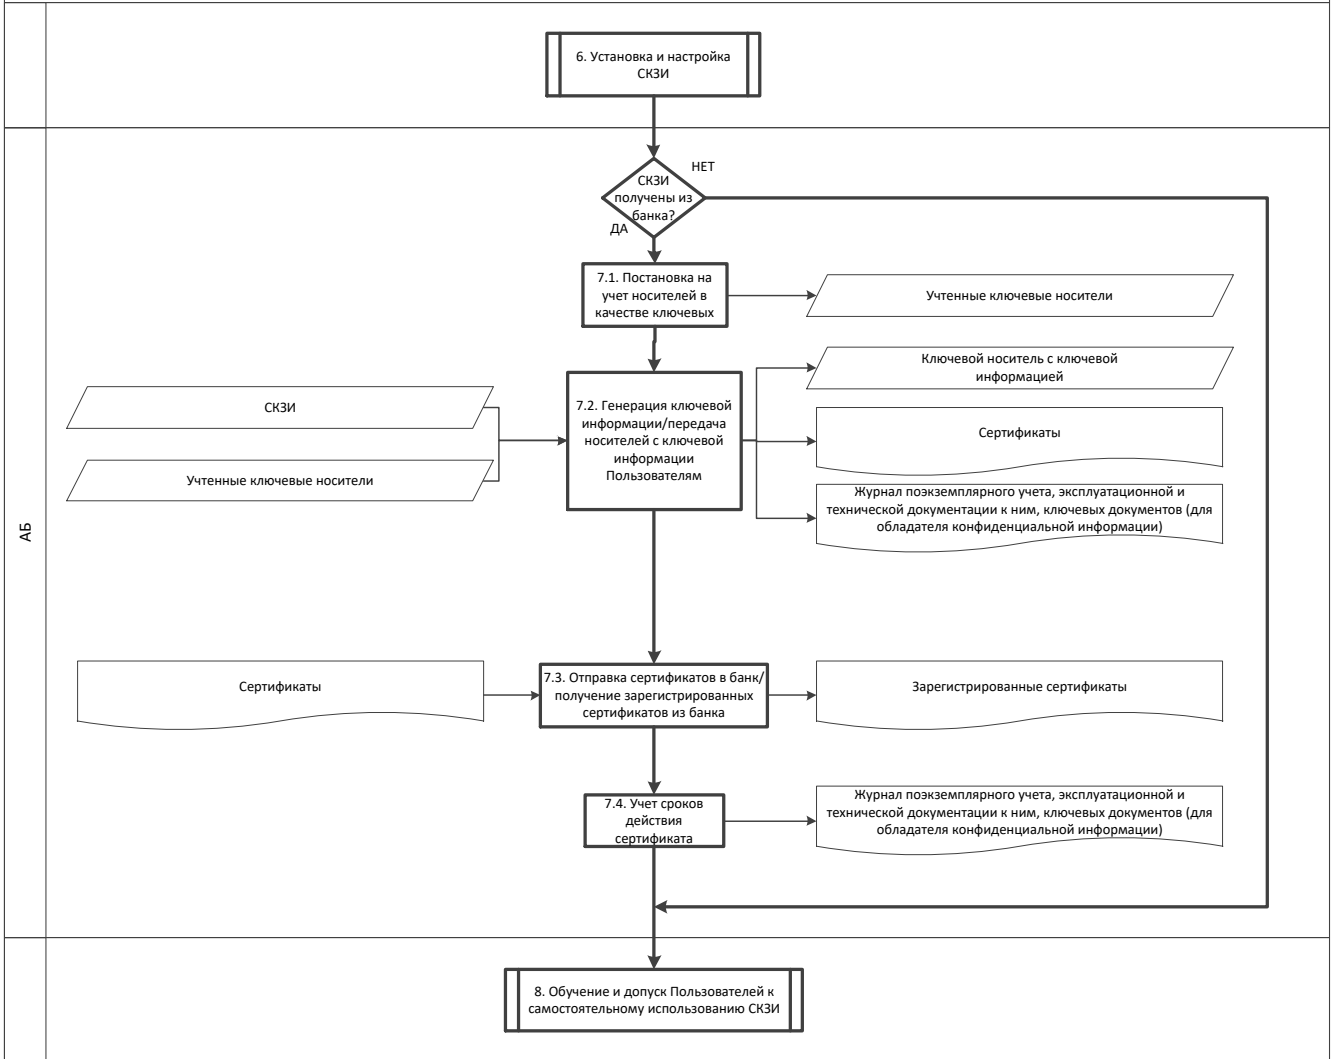 6. Установка и настройка
СКЗИ
НЕТ
СКЗИ
получены из
банка?
ДА
7.1. Постановка на
учет носителей в
качестве ключевых
Учтенные ключевые носители
Ключевой носитель с ключевой
информацией
СКЗИ
7.2. Генерация ключевой
информации/передача
носителей с ключевой
информации
Пользователям
Сертификаты
Учтенные ключевые носители
Журнал поэкземплярного учета, эксплуатационной и
технической документации к ним, ключевых документов (для
обладателя конфиденциальной информации)
АБ
Сертификаты
7.3. Отправка сертификатов в банк/
получение зарегистрированных
сертификатов из банка
Зарегистрированные сертификаты
7.4. Учет сроков
действия
сертификата
Журнал поэкземплярного учета, эксплуатационной и
технической документации к ним, ключевых документов (для
обладателя конфиденциальной информации)
8. Обучение и допуск Пользователей к
самостоятельному использованию СКЗИ